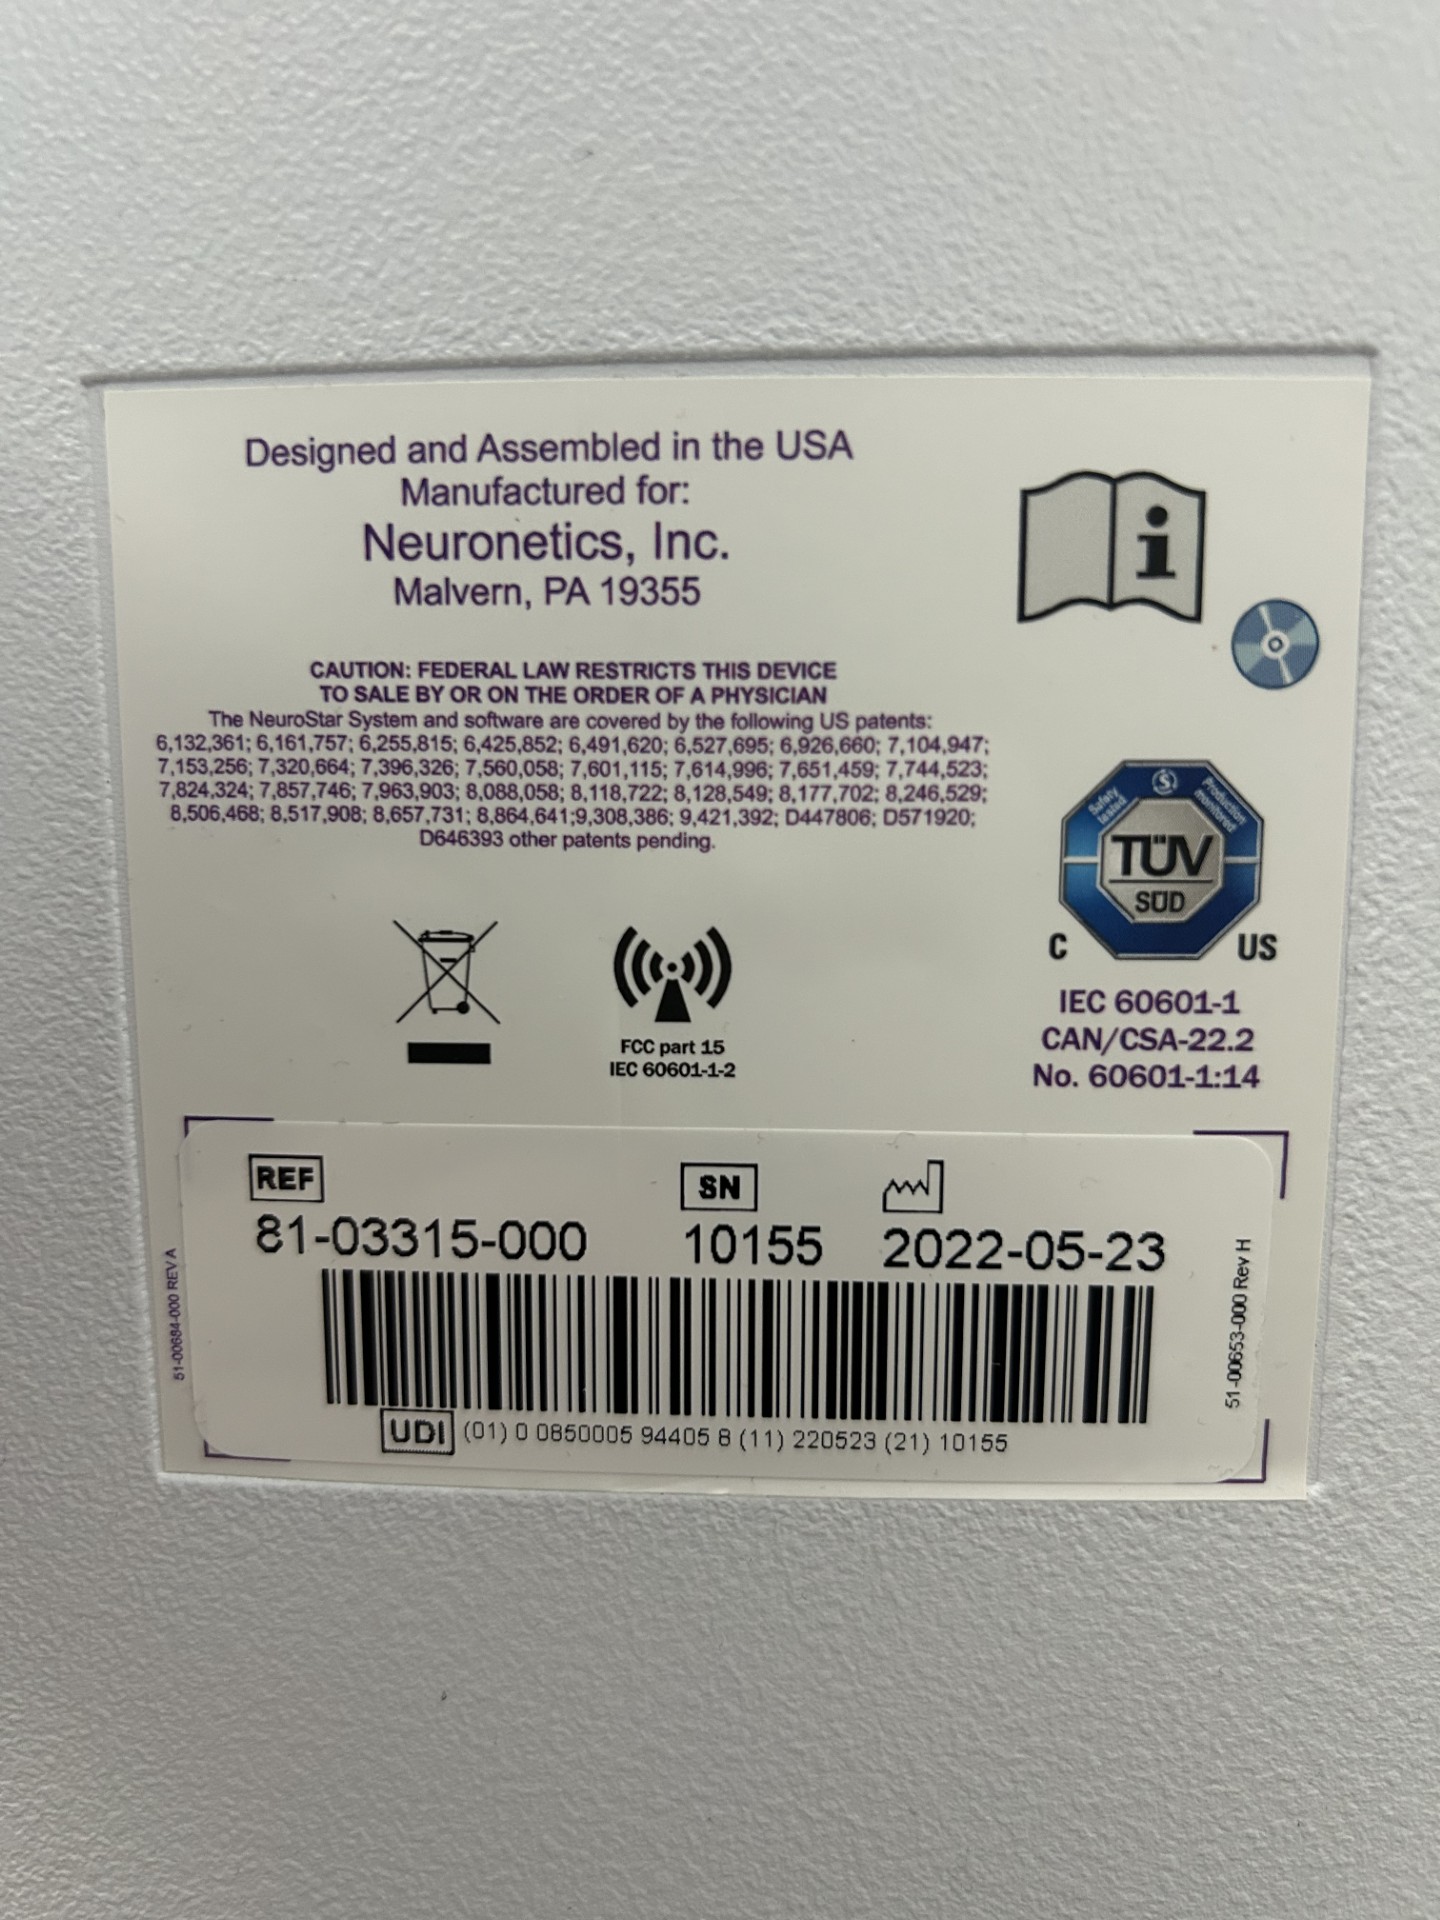 Designed and Assembled in the USA
Manufactured for:
Neuronetics, Inc.
Malvern, PA 19355
CAUTION: FEDERAL LAW RESTRICTS THIS DEVICE
TO SALE BY OR ON THE ORDER OF A PHYSICIAN
The NeuroStar System and software are covered by the following US patents:
6,132,361; 6,161,757; 6,255,815; 6,425,852; 6,491,620; 6,527,695; 6,926,660; 7,104,947;
7,153,256; 7,320,664; 7,396,326; 7,560,058; 7,601,115; 7,614,996; 7,651,459; 7,744,523;
7,824,324; 7,857,746; 7,963,903; 8,088,058; 8,118,722; 8,128,549; 8,177,702; 8,246,529;
8,506,468; 8,517,908; 8,657,731; 8,864,641;9,308,386; 9,421,392; D447806; D571920;
D646393 other patents pending.
i
Safety
tested
S
Production
monitored
TÜV
SÜD
C US
IEC 60601-1
CAN/CSA-22.2
No. 60601-1:14
FCC part 15
IEC 60601-1-2
REF
81-03315-000
SN
10155
2022-05-23
UDI (01) 0 0850005 94405 8 (11) 220523 (21) 10155
51-00684-000 REV A
51-00653-000 Rev H